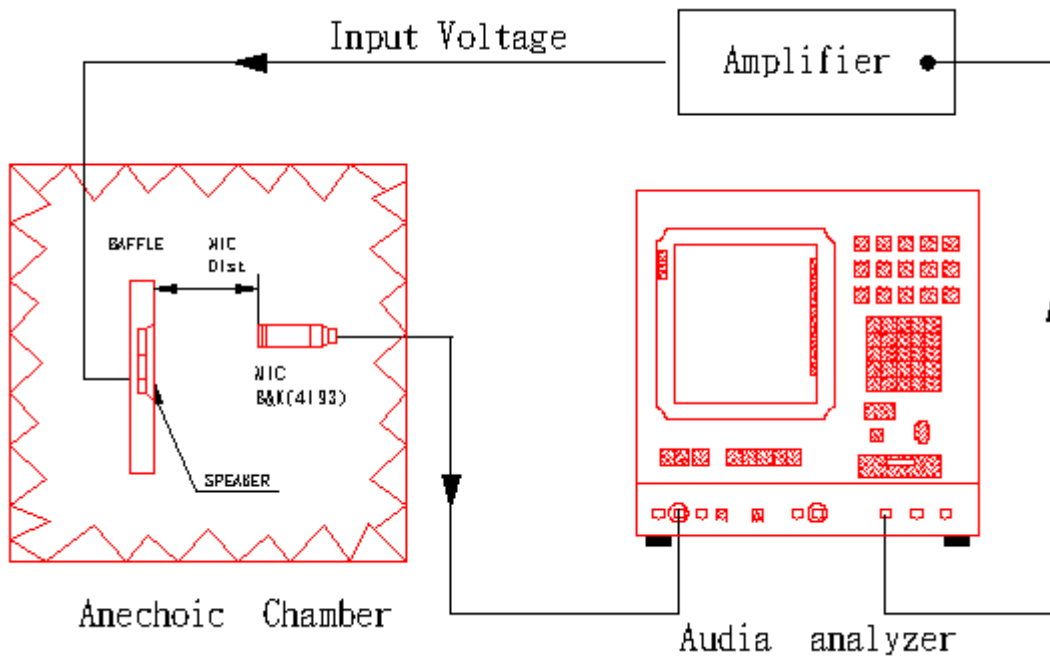 Input Voltage
Amplifier
BAFFLE
MIC
Dist
MIC
B&K(4193)
SPEAKER
Anechoic Chamber
Audia analyzer